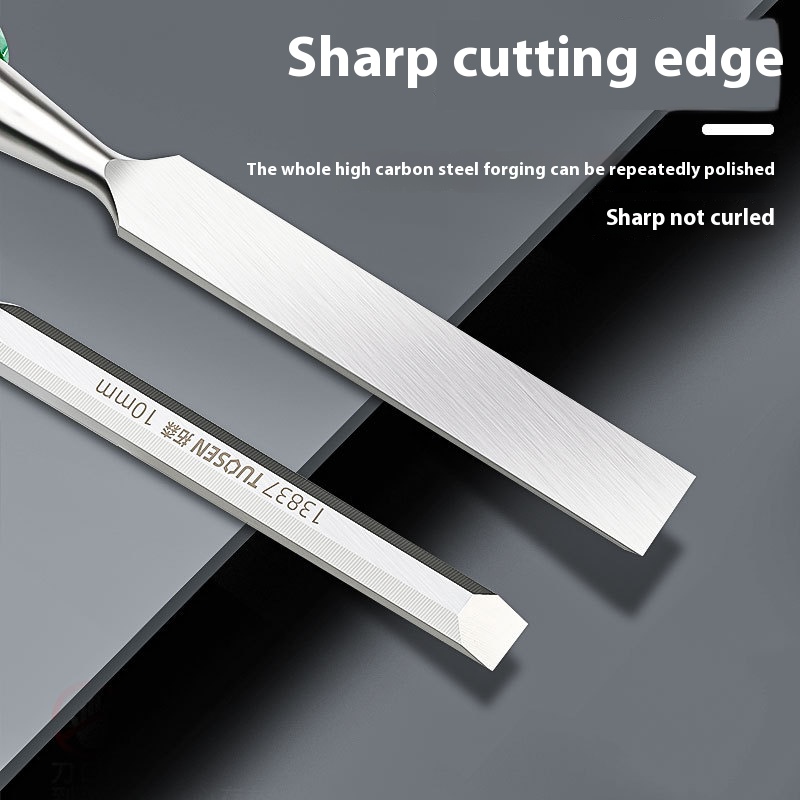 Sharp cutting edge
The whole high carbon steel forging can be repeatedly polished
Sharp not curled
13837 TUOSEN 拓森 10mm